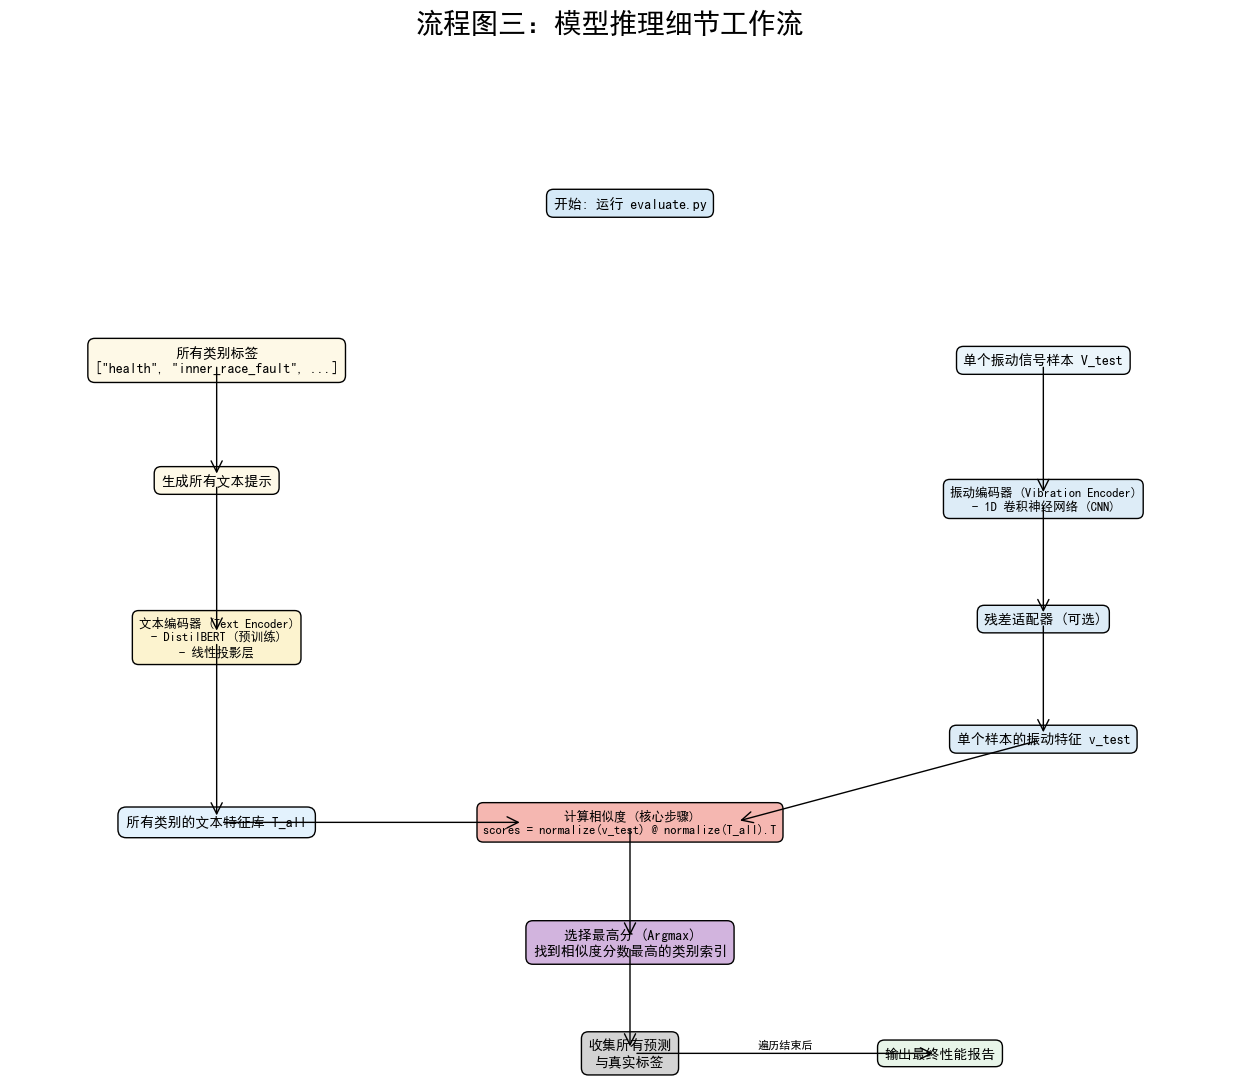 流程图三：模型推理细节工作流
开始: 运行 evaluate.py
所有类别标签
["health", "inner_race_fault", ...]
单个振动信号样本 V_test
生成所有文本提示
振动编码器 (Vibration Encoder)
- 1D 卷积神经网络 (CNN)
文本编码器 (Text Encoder)
- DistilBERT (预训练)
- 线性投影层
残差适配器 (可选)
单个样本的振动特征 v_test
所有类别的文本特征库 T_all
计算相似度 (核心步骤)
scores = normalize(v_test) @ normalize(T_all).T
选择最高分 (Argmax)
找到相似度分数最高的类别索引
收集所有预测
与真实标签
遍历结束后
输出最终性能报告